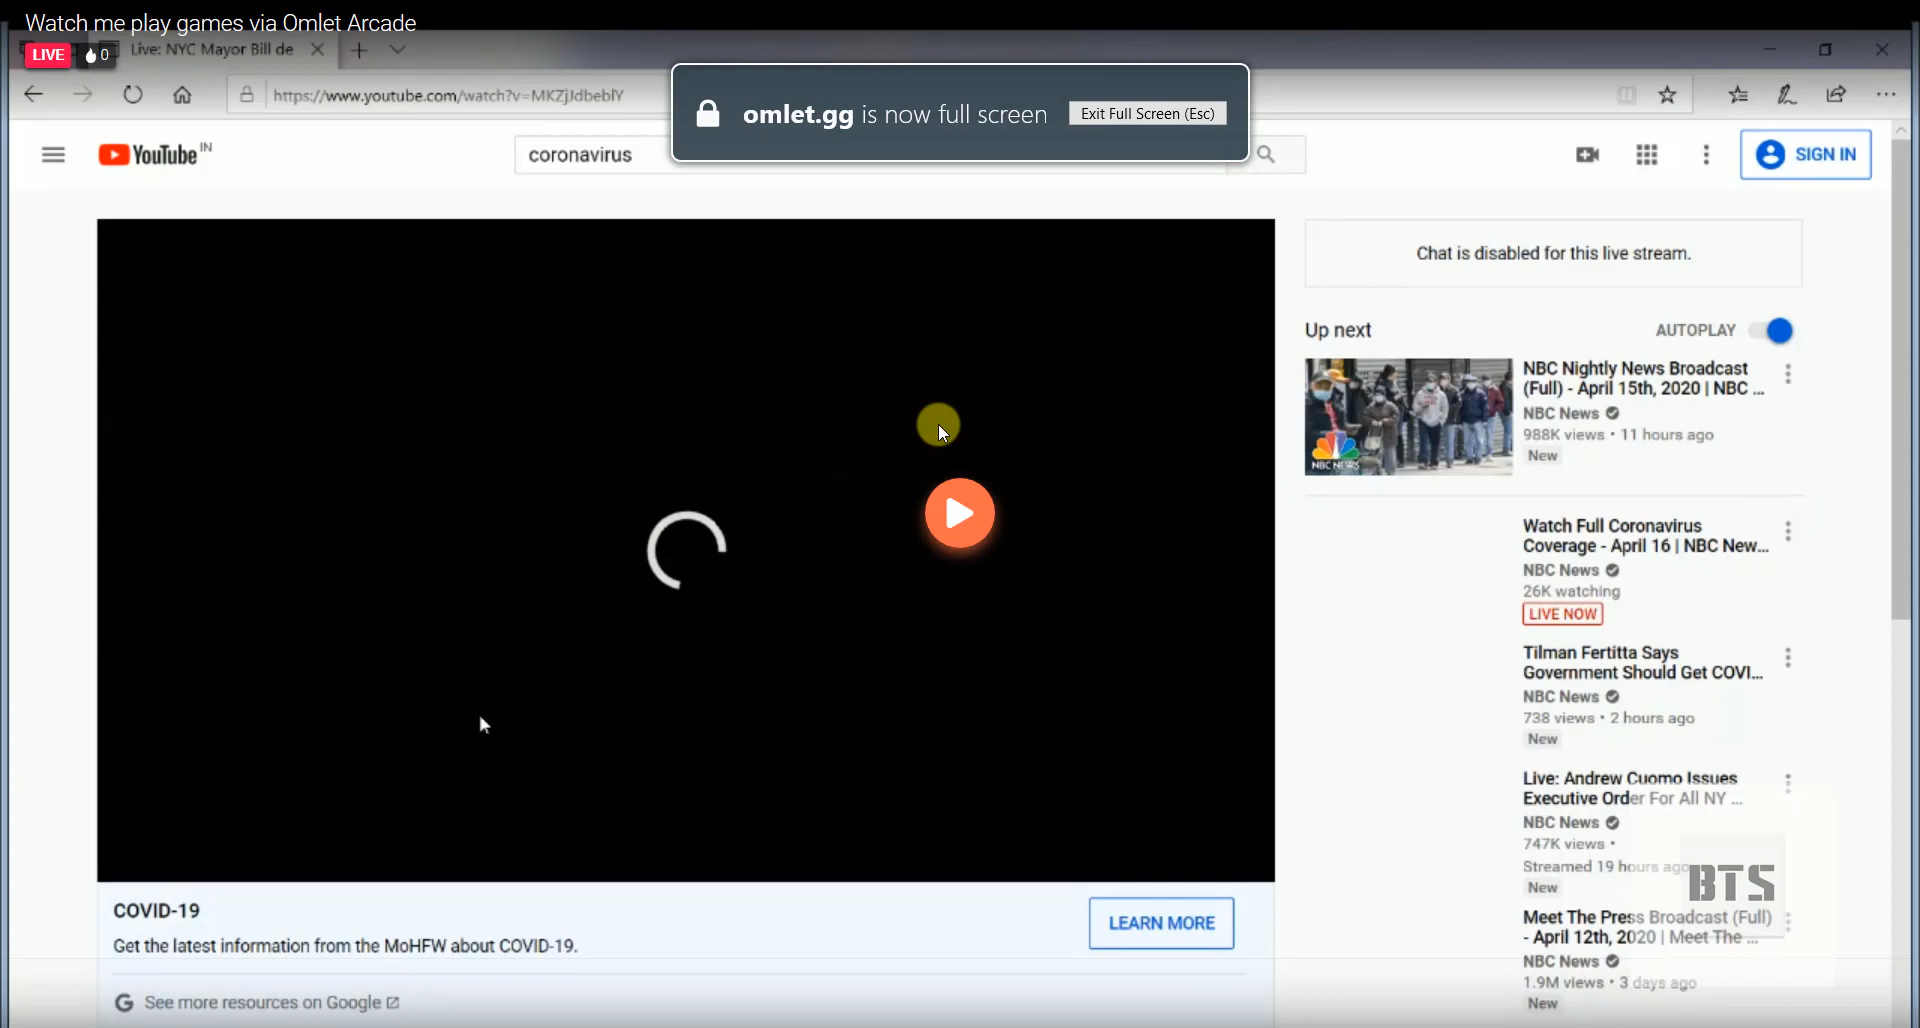 Watch me play games via Omlet Arcade
LIVE 0
Live: NYC Mayor Bill de
https://www.youtube.com/watch?v=MKZjJdbeblY
omlet.gg is now full screen
Exit Full Screen (Esc)
YouTube IN
coronavirus
SIGN IN
Chat is disabled for this live stream.
Up next
AUTOPLAY
NBC NEWS
NBC Nightly News Broadcast
(Full) - April 15th, 2020 | NBC ...
NBC News
988K views • 11 hours ago
New
Watch Full Coronavirus
Coverage - April 16 | NBC New...
NBC News
26K watching
LIVE NOW
Tilman Fertitta Says
Government Should Get COVI...
NBC News
738 views • 2 hours ago
New
Live: Andrew Cuomo Issues
Executive Order For All NY ...
NBC News
747K views •
Streamed 19 hours ago
New
BTS
Meet The Press Broadcast (Full)
- April 12th, 2020 | Meet The ...
NBC News
1.9M views • 3 days ago
New
COVID-19
Get the latest information from the MoHFW about COVID-19.
LEARN MORE
See more resources on Google